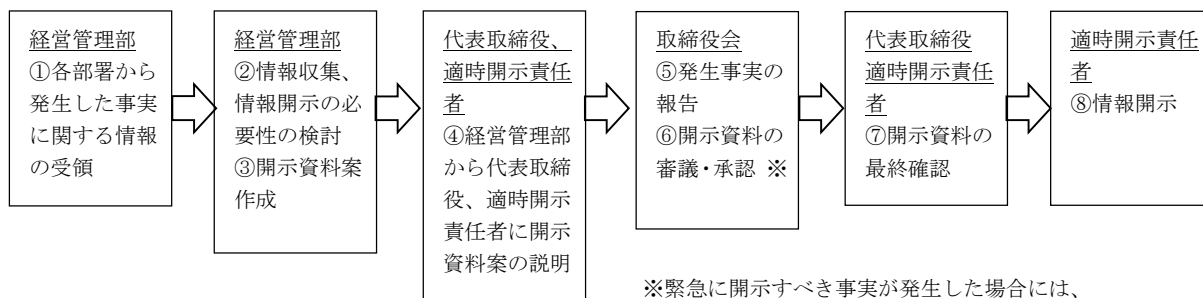 経営管理部
①各部署から
発生した事実
に関する情報
の受領
経営管理部
②情報収集、
情報開示の必
要性の検討
③開示資料案
作成
代表取締役、
適時開示責任
者
④経営管理部
から代表取締
役、適時開示
責任者に開示
資料案の説明
取締役会
⑤発生事実の
報告
⑥開示資料の
審議・承認 ※
代表取締役
適時開示責任
者
⑦開示資料の
最終確認
適時開示責任
者
⑧情報開示
※緊急に開示すべき事実が発生した場合には、